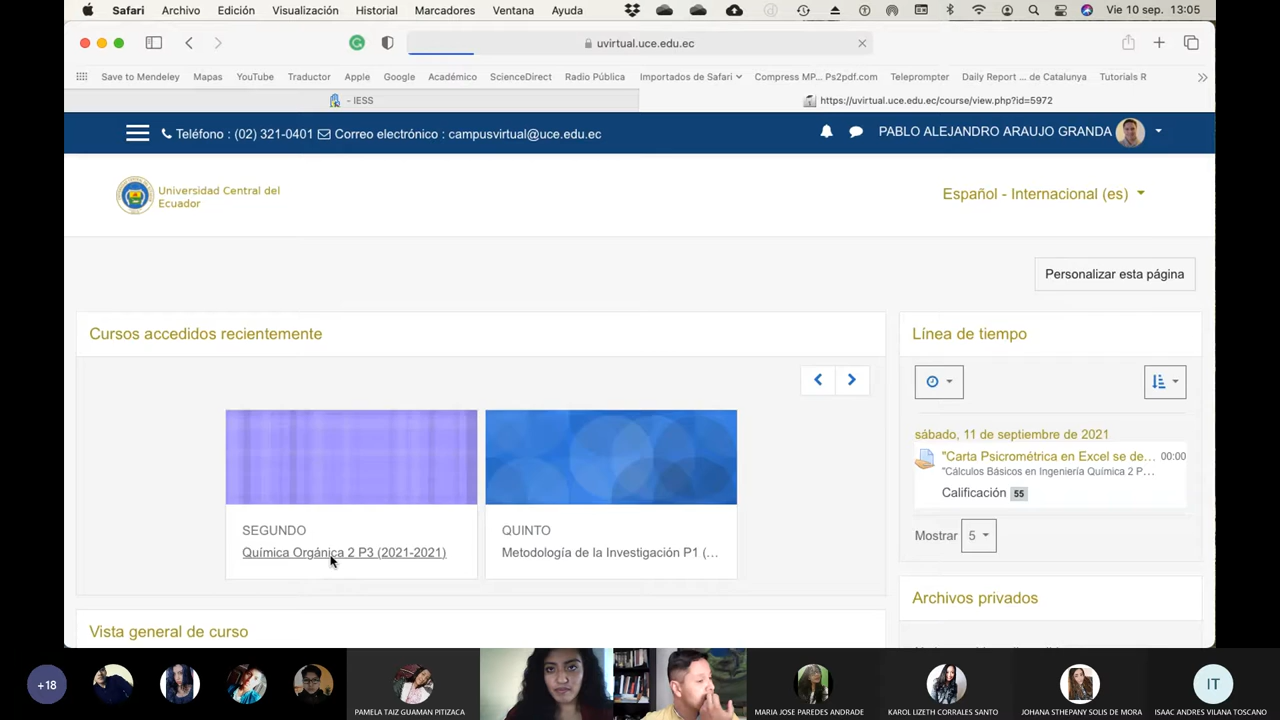 Safari Archivo Edición Visualización Historial Marcadores Ventana Ayuda Vie 10 sep. 13:05
uvirtual.uce.edu.ec
Save to Mendeley Mapas YouTube Traductor Apple Google Académico ScienceDirect Radio Pública Importados de Safari Compress MP... Ps2pdf.com Teleprompter Daily Report ... de Catalunya Tutorials R
- IESS
https://uvirtual.uce.edu.ec/course/view.php?id=5972
Teléfono : (02) 321-0401 Correo electrónico : campusvirtual@uce.edu.ec
PABLO ALEJANDRO ARAUJO GRANDA
Universidad Central del
Ecuador
Español - Internacional (es)
Personalizar esta página
Cursos accedidos recientemente
SEGUNDO
Química Orgánica 2 P3 (2021-2021)
QUINTO
Metodología de la Investigación P1 (...
Vista general de curso
Línea de tiempo
sábado, 11 de septiembre de 2021
"Carta Psicrométrica en Excel se de... 00:00
"Cálculos Básicos en Ingeniería Química 2 P...
Calificación 55
Mostrar 5
Archivos privados
+18
PAMELA TAIZ GUAMAN PITIZACA
MARIA JOSE PAREDES ANDRADE
KAROL LIZETH CORRALES SANTO
JOHANA STHEPANY SOLIS DE MORA
IT
ISAAC ANDRES VILANA TOSCANO